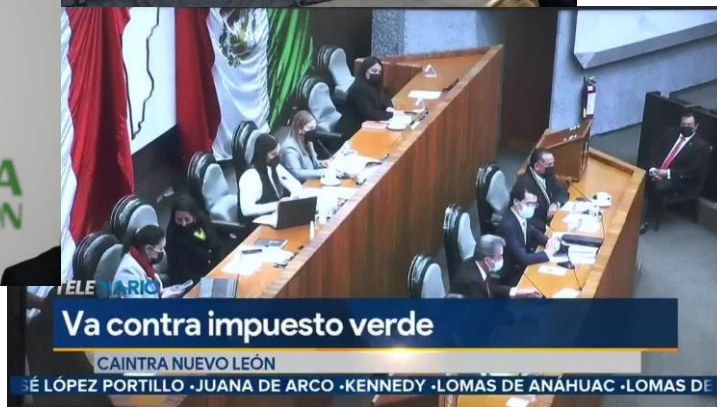 A
N
TELEDIARIO
Va contra impuesto verde
CAINTRA NUEVO LEÓN
SÉ LÓPEZ PORTILLO •JUANA DE ARCO •KENNEDY •LOMAS DE ANÁHUAC •LOMAS DE